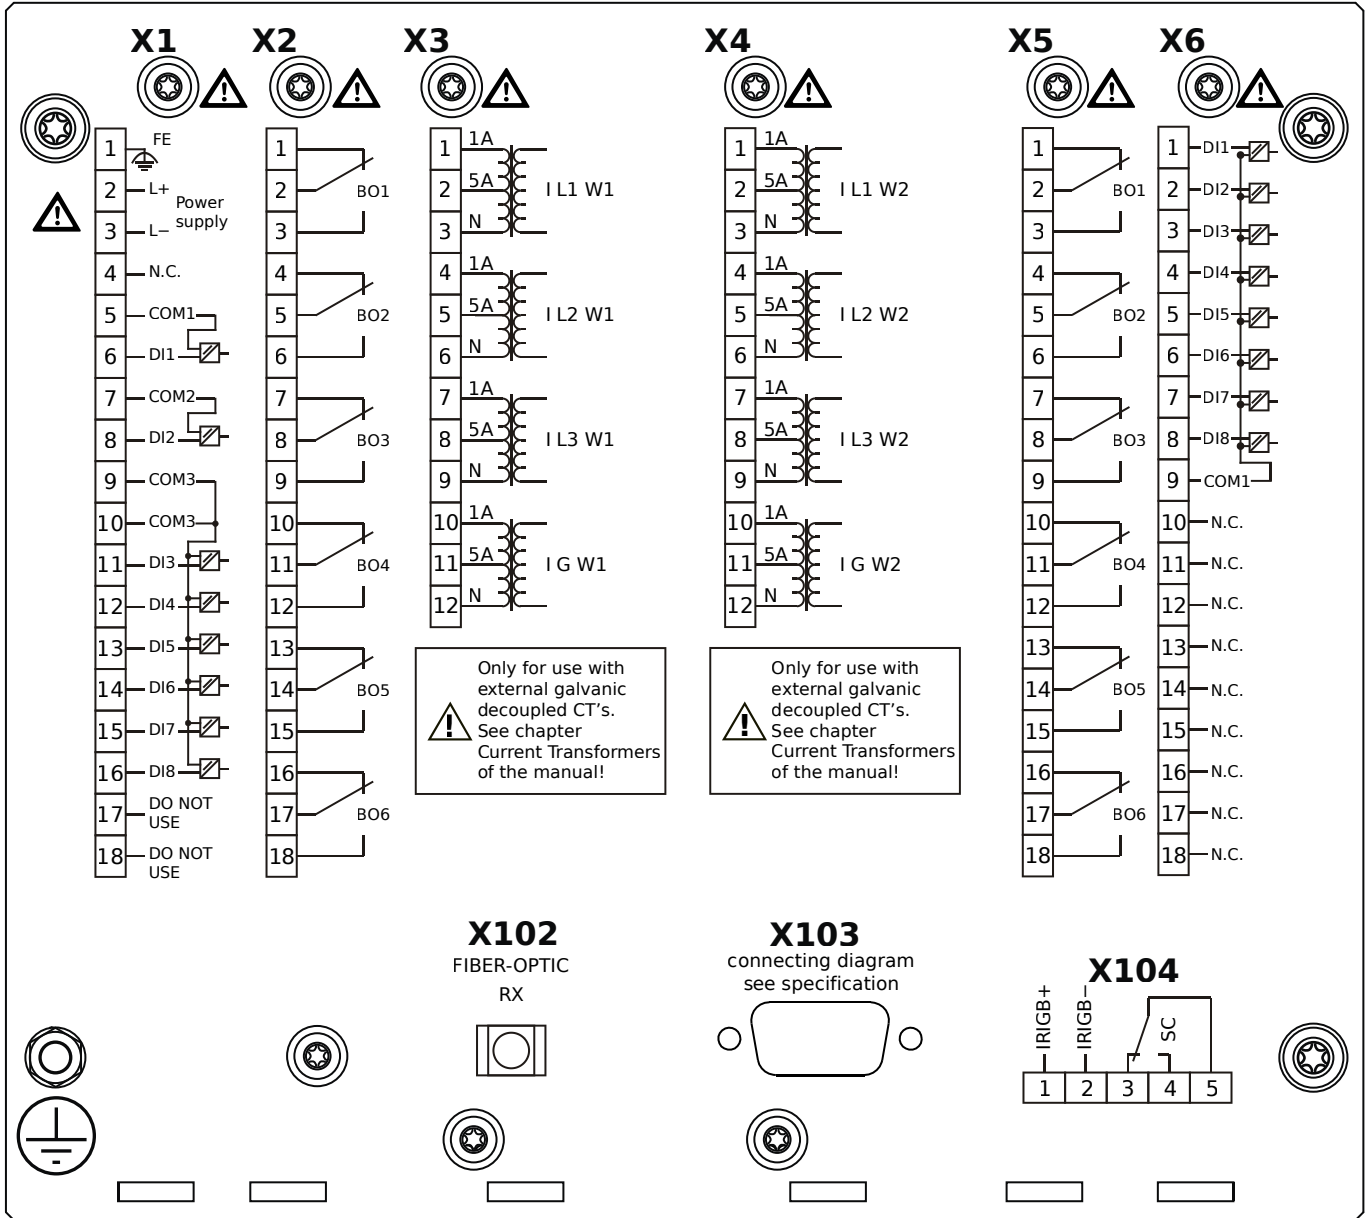 X1
1 FE
2 L+ Power
3 L− supply
4 N.C.
5 COM1
6 DI1
7 COM2
8 DI2
9 COM3
10 COM3
11 DI3
12 DI4
13 DI5
14 DI6
15 DI7
16 DI8
17 DO NOT
USE
18 DO NOT
USE
X2
1
2 BO1
3
4
5 BO2
6
7
8 BO3
9
10
11 BO4
12
13
14 BO5
15
16
17 BO6
18
X3
1 1A
2 5A I L1 W1
3 N
4 1A
5 5A I L2 W1
6 N
7 1A
8 5A I L3 W1
9 N
10 1A
11 5A I G W1
12 N
Only for use with
external galvanic
decoupled CT's.
See chapter
Current Transformers
of the manual!
X4
1 1A
2 5A I L1 W2
3 N
4 1A
5 5A I L2 W2
6 N
7 1A
8 5A I L3 W2
9 N
10 1A
11 5A I G W2
12 N
Only for use with
external galvanic
decoupled CT's.
See chapter
Current Transformers
of the manual!
X5
1
2 BO1
3
4
5 BO2
6
7
8 BO3
9
10
11 BO4
12
13
14 BO5
15
16
17 BO6
18
X6
1 DI1
2 DI2
3 DI3
4 DI4
5 DI5
6 DI6
7 DI7
8 DI8
9 COM1
10 N.C.
11 N.C.
12 N.C.
13 N.C.
14 N.C.
15 N.C.
16 N.C.
17 N.C.
18 N.C.
X102
FIBER-OPTIC
RX
X103
connecting diagram
see specification
X104
IRIGB+
IRIGB−
SC
1 2 3 4 5